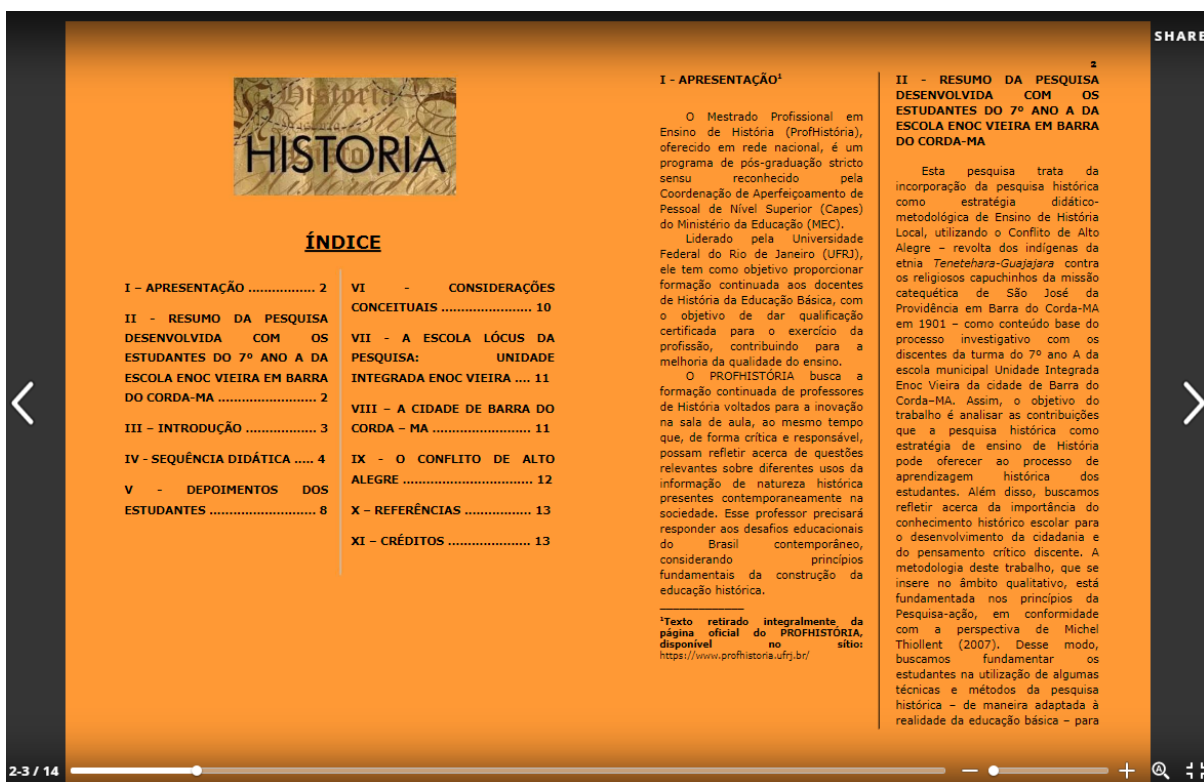 SHARE
HISTORIA
ÍNDICE
I – APRESENTAÇÃO ................. 2
II - RESUMO DA PESQUISA
DESENVOLVIDA COM OS
ESTUDANTES DO 7º ANO A DA
ESCOLA ENOC VIEIRA EM BARRA
DO CORDA-MA ......................... 2
III – INTRODUÇÃO .................. 3
IV - SEQUÊNCIA DIDÁTICA ..... 4
V - DEPOIMENTOS DOS
ESTUDANTES ........................... 8
VI - CONSIDERAÇÕES
CONCEITUAIS ....................... 10
VII - A ESCOLA LÓCUS DA
PESQUISA: UNIDADE
INTEGRADA ENOC VIEIRA .... 11
VIII – A CIDADE DE BARRA DO
CORDA – MA ......................... 11
IX - O CONFLITO DE ALTO
ALEGRE ................................. 12
X – REFERÊNCIAS ................. 13
XI – CRÉDITOS ..................... 13
I - APRESENTAÇÃO¹
O Mestrado Profissional em
Ensino de História (ProfHistória),
oferecido em rede nacional, é um
programa de pós-graduação stricto
sensu reconhecido pela
Coordenação de Aperfeiçoamento de
Pessoal de Nível Superior (Capes)
do Ministério da Educação (MEC).
Liderado pela Universidade
Federal do Rio de Janeiro (UFRJ),
ele tem como objetivo proporcionar
formação continuada aos docentes
de História da Educação Básica, com
o objetivo de dar qualificação
certificada para o exercício da
profissão, contribuindo para a
melhoria da qualidade do ensino.
O PROFHISTÓRIA busca a
formação continuada de professores
de História voltados para a inovação
na sala de aula, ao mesmo tempo
que, de forma crítica e responsável,
possam refletir acerca de questões
relevantes sobre diferentes usos da
informação de natureza histórica
presentes contemporaneamente na
sociedade. Esse professor precisará
responder aos desafios educacionais
do Brasil contemporâneo,
considerando princípios
fundamentais da construção da
educação histórica.
¹Texto retirado integralmente da
página oficial do PROFHISTÓRIA,
disponível no sítio:
https://www.profhistoria.ufrj.br/
2
II - RESUMO DA PESQUISA
DESENVOLVIDA COM OS
ESTUDANTES DO 7º ANO A DA
ESCOLA ENOC VIEIRA EM BARRA
DO CORDA-MA
Esta pesquisa trata da
incorporação da pesquisa histórica
como estratégia didático-
metodológica de Ensino de História
Local, utilizando o Conflito de Alto
Alegre – revolta dos indígenas da
etnia Tenetehara-Guajajara contra
os religiosos capuchinhos da missão
catequética de São José da
Providência em Barra do Corda-MA
em 1901 – como conteúdo base do
processo investigativo com os
discentes da turma do 7º ano A da
escola municipal Unidade Integrada
Enoc Vieira da cidade de Barra do
Corda–MA. Assim, o objetivo do
trabalho é analisar as contribuições
que a pesquisa histórica como
estratégia de ensino de História
pode oferecer ao processo de
aprendizagem histórica dos
estudantes. Além disso, buscamos
refletir acerca da importância do
conhecimento histórico escolar para
o desenvolvimento da cidadania e
do pensamento crítico discente. A
metodologia deste trabalho, que se
insere no âmbito qualitativo, está
fundamentada nos princípios da
Pesquisa-ação, em conformidade
com a perspectiva de Michel
Thiollent (2007). Desse modo,
buscamos fundamentar os
estudantes na utilização de algumas
técnicas e métodos da pesquisa
histórica – de maneira adaptada à
realidade da educação básica – para
2-3 / 14